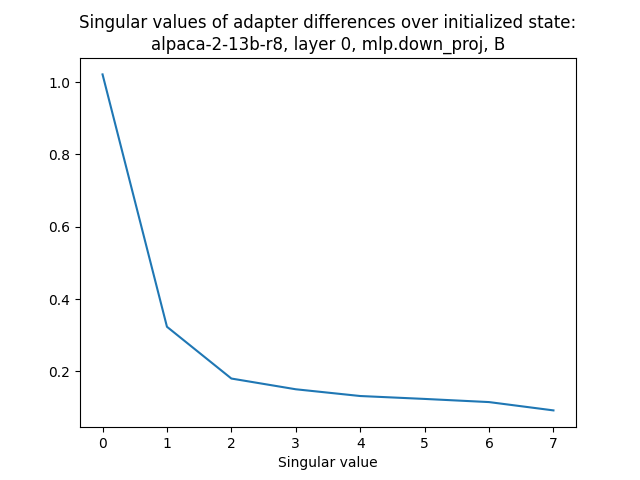 Singular values of adapter differences over initialized state:
alpaca-2-13b-r8, layer 0, mlp.down_proj, B
1.0
0.8
0.6
0.4
0.2
0 1 2 3 4 5 6 7
Singular value